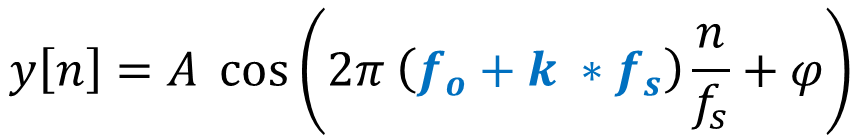 y[n] = A cos(2π (f_o + k * f_s) n/f_s + φ)